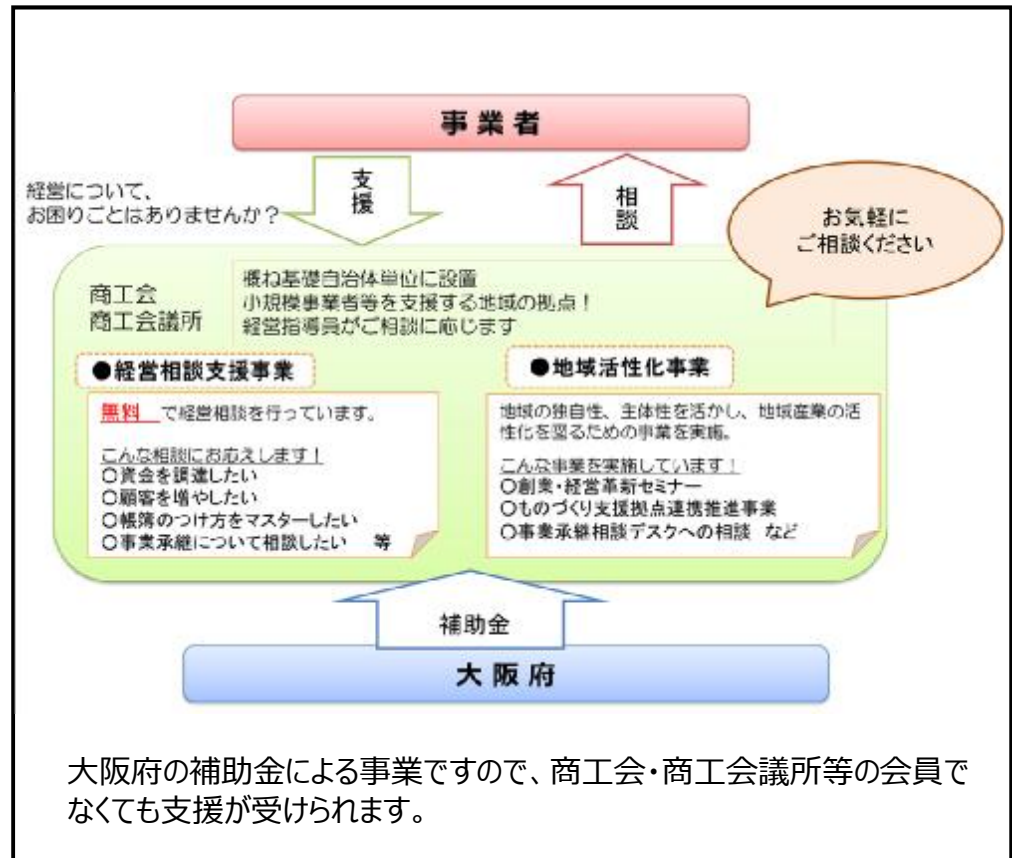 事業者
支援
相談
経営について、
お困りごとはありませんか？
お気軽に
ご相談ください
商工会
商工会議所
概ね基礎自治体単位に設置
小規模事業者等を支援する地域の拠点！
経営指導員がご相談に応じます
●経営相談支援事業
無料　で経営相談を行っています。
こんな相談にお応えします！
○資金を調達したい
○顧客を増やしたい
○帳簿のつけ方をマスターしたい
○事業承継について相談したい　等
●地域活性化事業
地域の独自性、主体性を活かし、地域産業の活
性化を図るための事業を実施。
こんな事業を実施しています！
○創業・経営革新セミナー
○ものづくり支援拠点連携推進事業
○事業承継相談デスクへの相談　など
補助金
大阪府
大阪府の補助金による事業ですので、商工会・商工会議所等の会員で
なくても支援が受けられます。